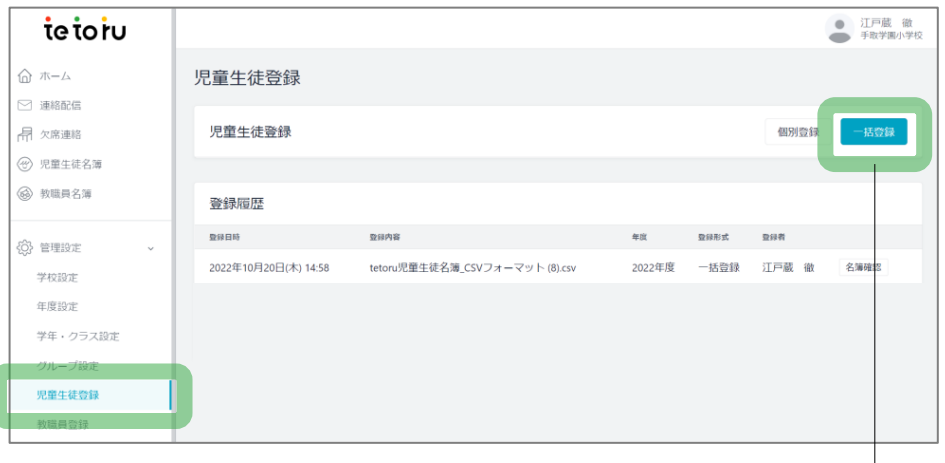 tetoru
江戸蔵 徹
手取学園小学校
ホーム
連絡配信
欠席連絡
児童生徒名簿
教職員名簿
管理設定
学校設定
年度設定
学年・クラス設定
グループ設定
児童生徒登録
教職員登録
児童生徒登録
児童生徒登録
個別登録
一括登録
登録履歴
登録日時 登録内容 年度 登録形式 登録者
2022年10月20日(木) 14:58 tetoru児童生徒名簿_CSVフォーマット (8).csv 2022年度 一括登録 江戸蔵 徹 名簿確認